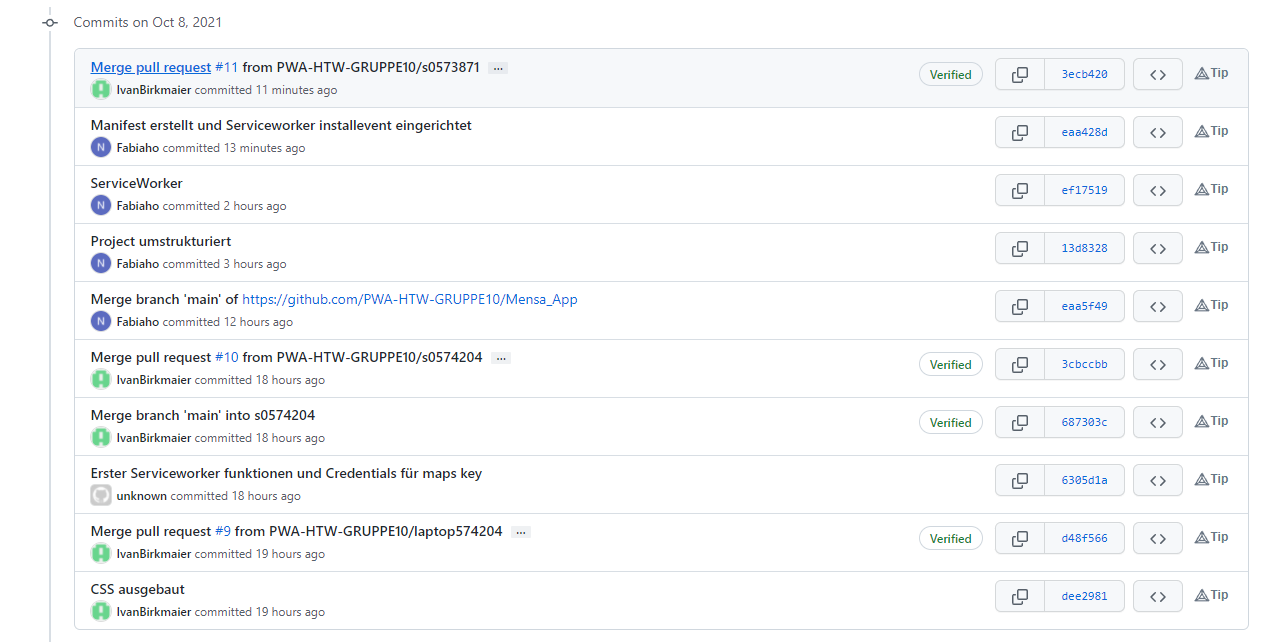 Commits on Oct 8, 2021
Merge pull request #11 from PWA-HTW-GRUPPE10/s0573871 ...
Verified 3ecb420 <> Tip
IvanBirkmaier committed 11 minutes ago
Manifest erstellt und Serviceworker installevent eingerichtet
eaa428d <> Tip
N Fabiaho committed 13 minutes ago
ServiceWorker
ef17519 <> Tip
N Fabiaho committed 2 hours ago
Project umstrukturiert
13d8328 <> Tip
N Fabiaho committed 3 hours ago
Merge branch 'main' of https://github.com/PWA-HTW-GRUPPE10/Mensa_App
eaa5f49 <> Tip
N Fabiaho committed 12 hours ago
Merge pull request #10 from PWA-HTW-GRUPPE10/s0574204 ...
Verified 3cbccbb <> Tip
IvanBirkmaier committed 18 hours ago
Merge branch 'main' into s0574204
Verified 687303c <> Tip
IvanBirkmaier committed 18 hours ago
Erster Serviceworker funktionen und Credentials für maps key
6305d1a <> Tip
unknown committed 18 hours ago
Merge pull request #9 from PWA-HTW-GRUPPE10/laptop574204 ...
Verified d48f566 <> Tip
IvanBirkmaier committed 19 hours ago
CSS ausgebaut
dee2981 <> Tip
IvanBirkmaier committed 19 hours ago